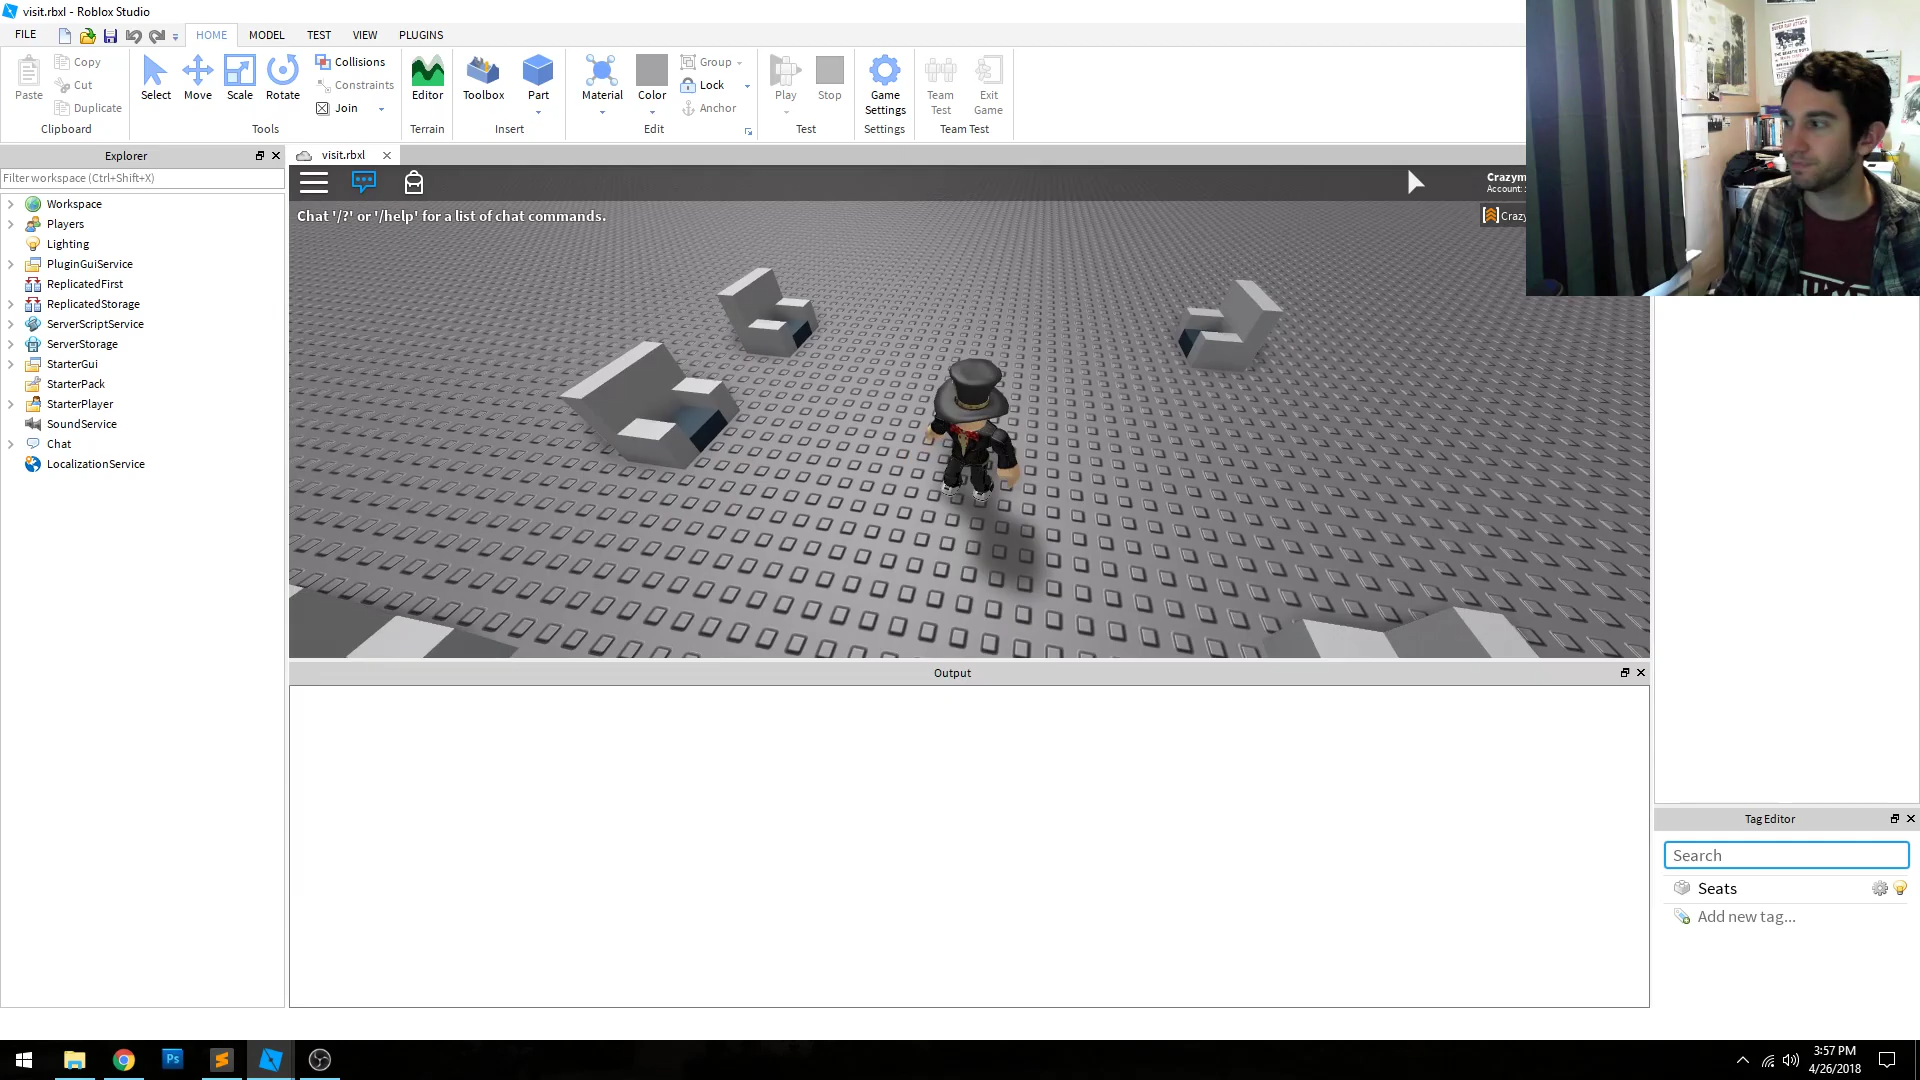 visit.rbxl - Roblox Studio
FILE
HOME
MODEL
TEST
VIEW
PLUGINS
Paste
Copy
Cut
Duplicate
Clipboard
Select
Move
Scale
Rotate
Collisions
Constraints
Join
Tools
Editor
Terrain
Toolbox
Part
Insert
Material
Color
Group
Lock
Anchor
Edit
Play
Stop
Test
Game Settings
Settings
Team Test
Exit Game
Team Test
Explorer
visit.rbxl
Filter workspace (Ctrl+Shift+X)
Workspace
Players
Lighting
PluginGuiService
ReplicatedFirst
ReplicatedStorage
ServerScriptService
ServerStorage
StarterGui
StarterPack
StarterPlayer
SoundService
Chat
LocalizationService
Chat '/?' or '/help' for a list of chat commands.
Crazym
Account:
Crazy
Output
Tag Editor
Search
Seats
Add new tag...
Ps
3:57 PM
4/26/2018